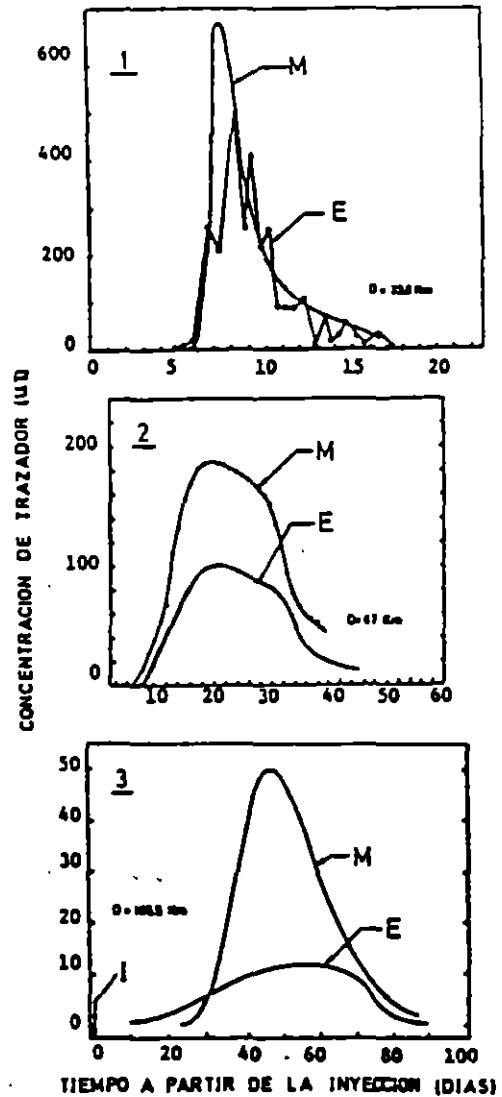 CONCENTRACION DE TRAZADOR (UT)
600
400
200
0
1
M
E
0 5 10 15 20
200
100
0
2
M
E
10 20 30 40 50 60
50
40
30
20
10
0
3
M
E
I
0 20 40 60 80 100
TIEMPO A PARTIR DE LA INYECCION (DIAS)